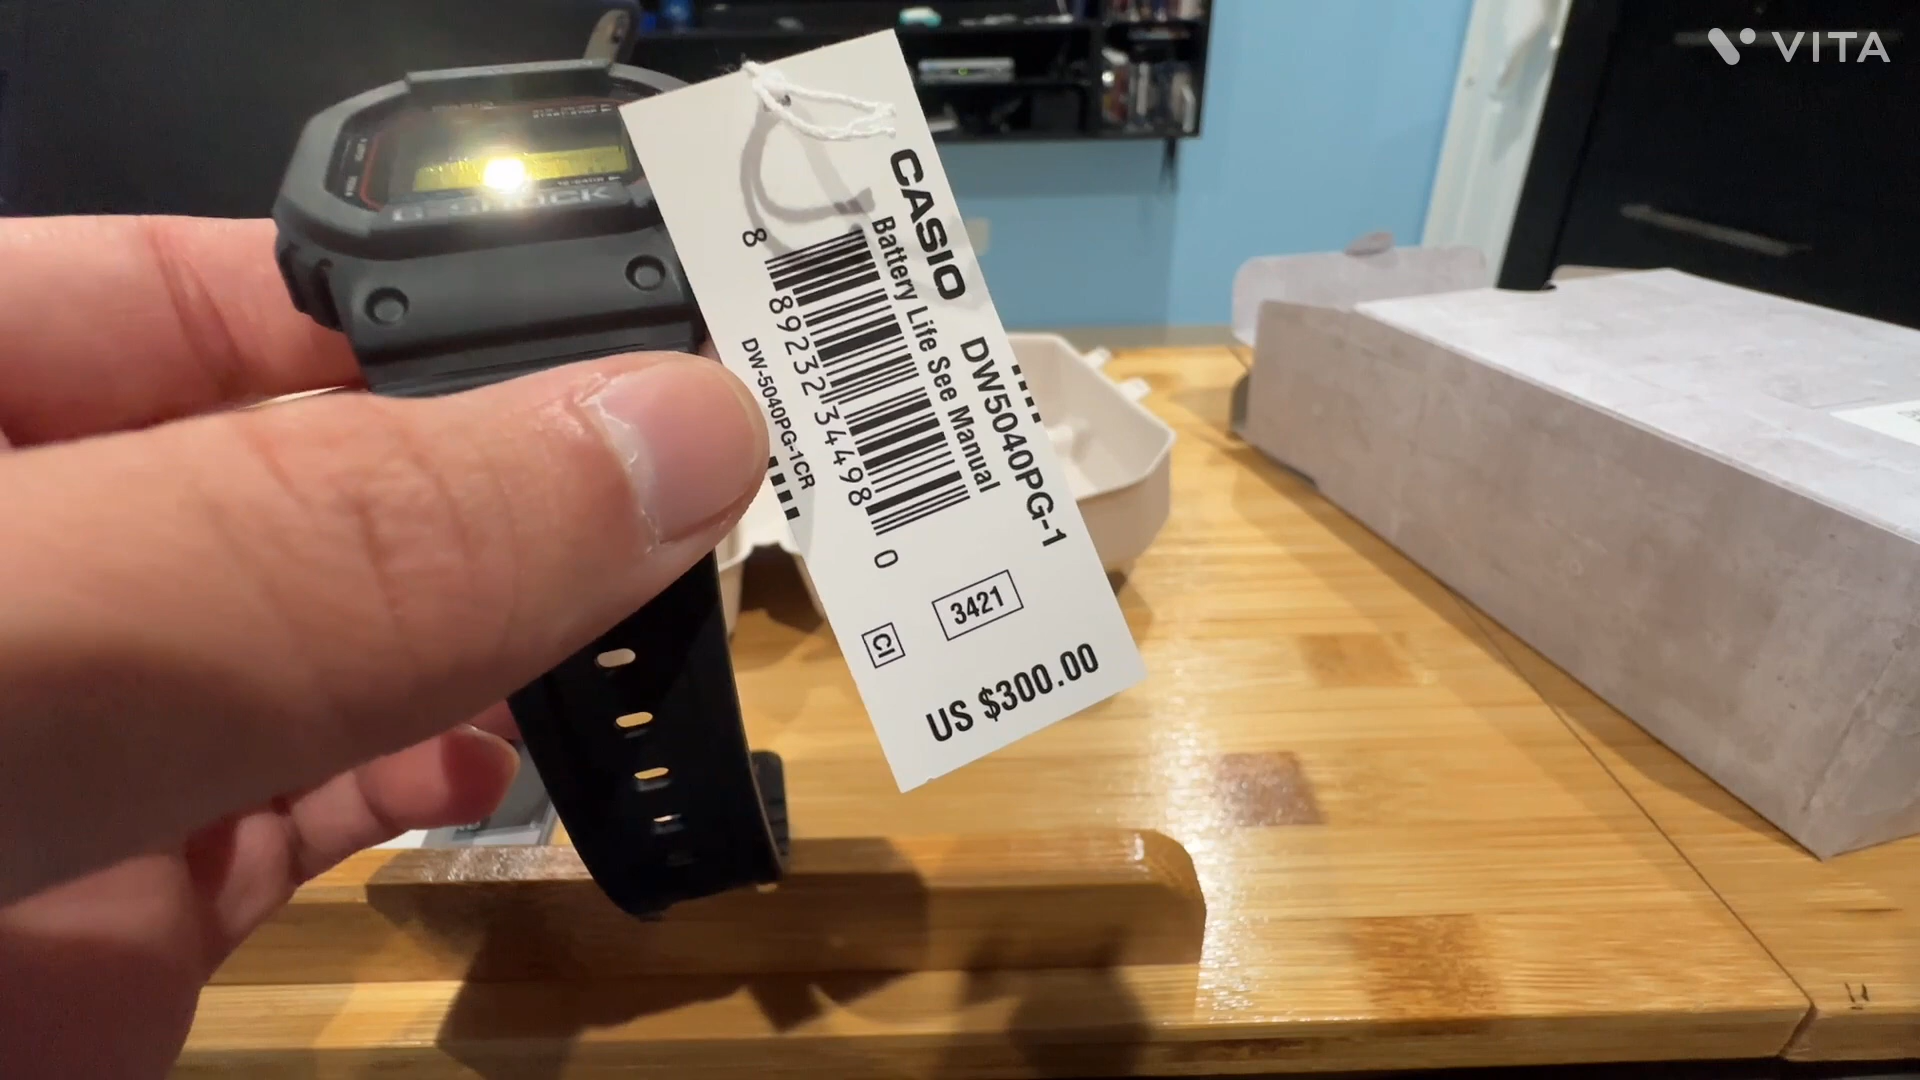 VITA
G-SHOCK
CASIO DW5040PG-1
Battery Life See Manual
8 89232 34498 0
DW-5040PG-1CR
CI
3421
US $300.00